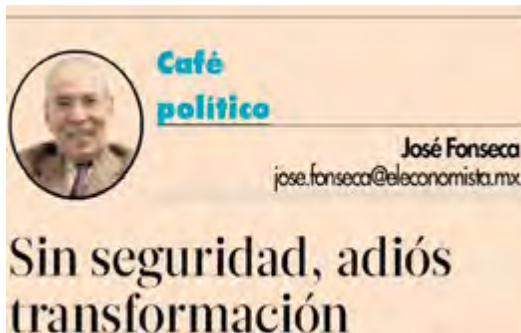 Café
político
José Fonseca
jose.fonseca@eleconomista.mx
Sin seguridad, adiós
transformación